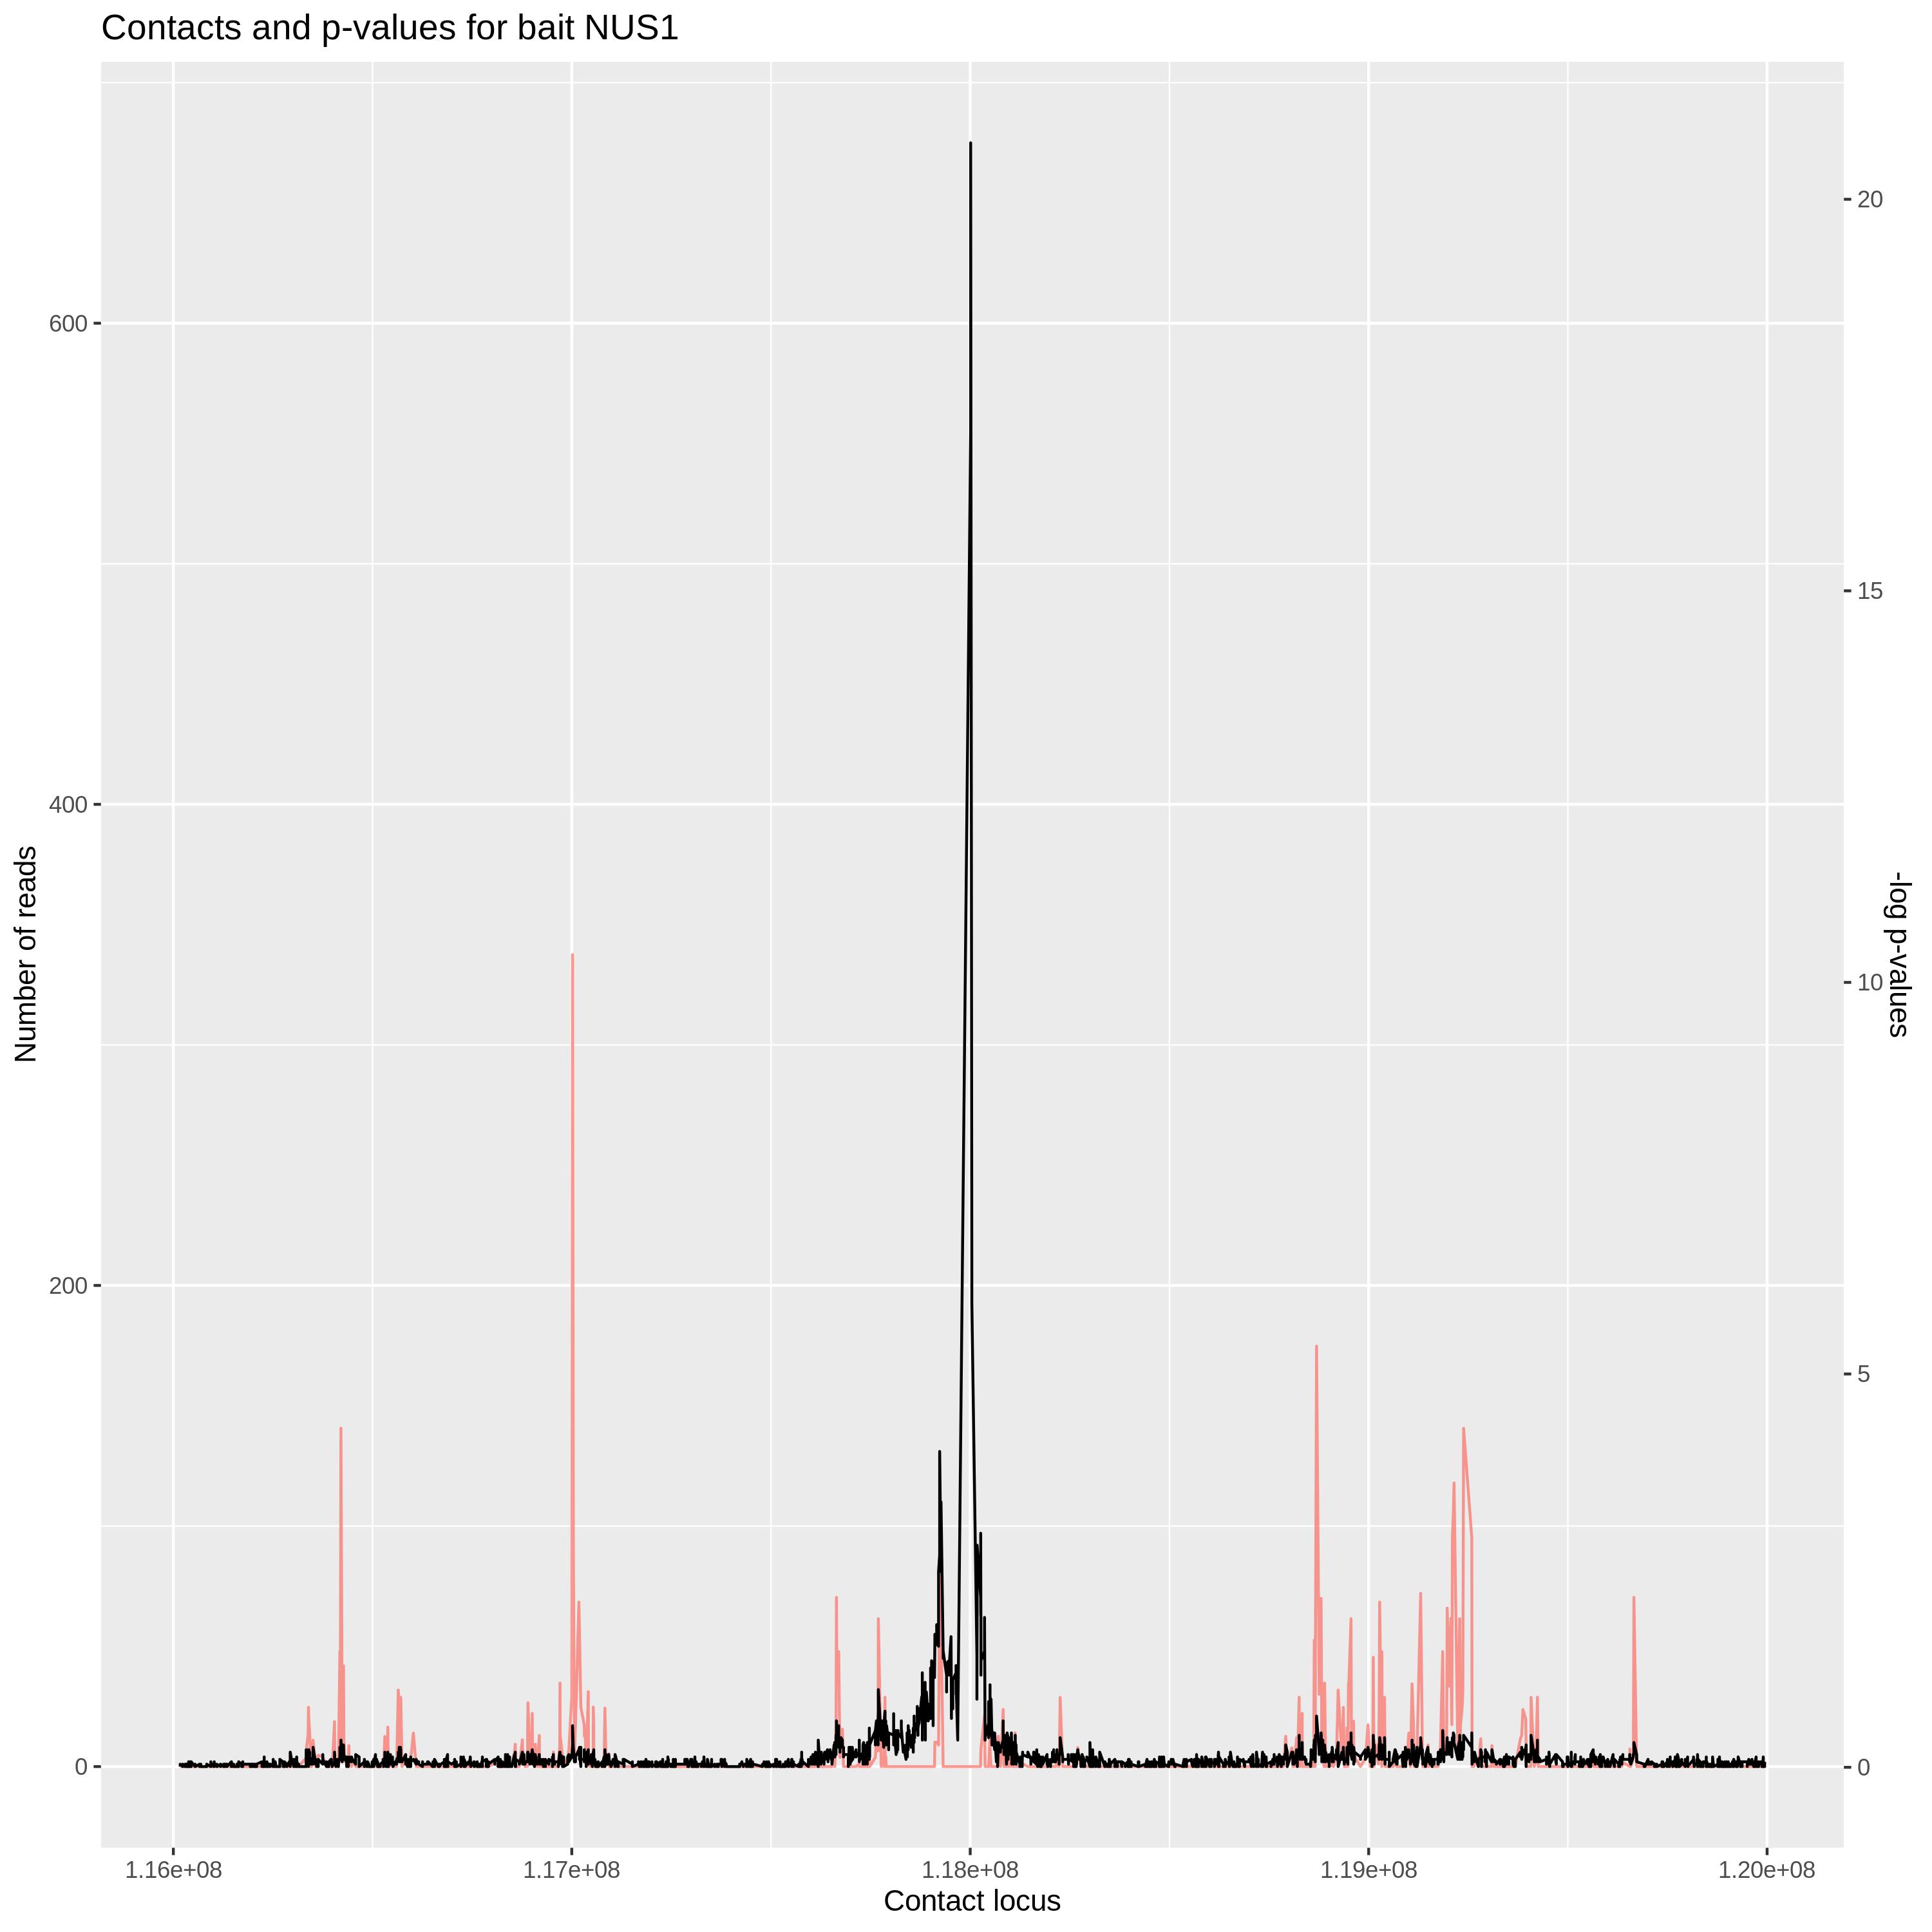 Contacts and p-values for bait NUS1
Number of reads
600
400
200
0
20
15
10
5
0
-log p-values
1.16e+08
1.17e+08
1.18e+08
1.19e+08
1.20e+08
Contact locus